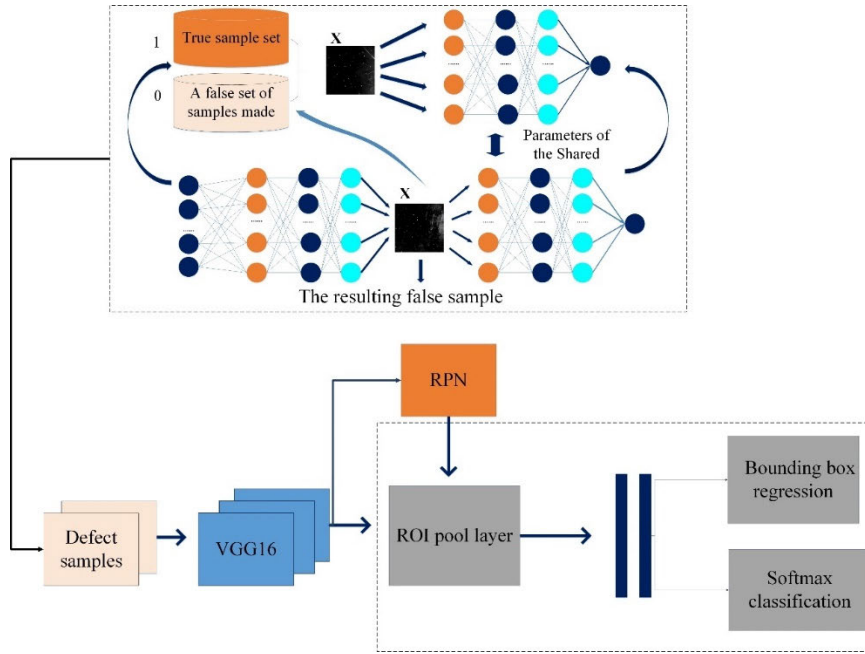 1
True sample set
X
0
A false set of
samples made
Parameters of
the Shared
X
The resulting false sample
RPN
Bounding box
regression
Defect
samples
VGG16
ROI pool layer
Softmax
classification